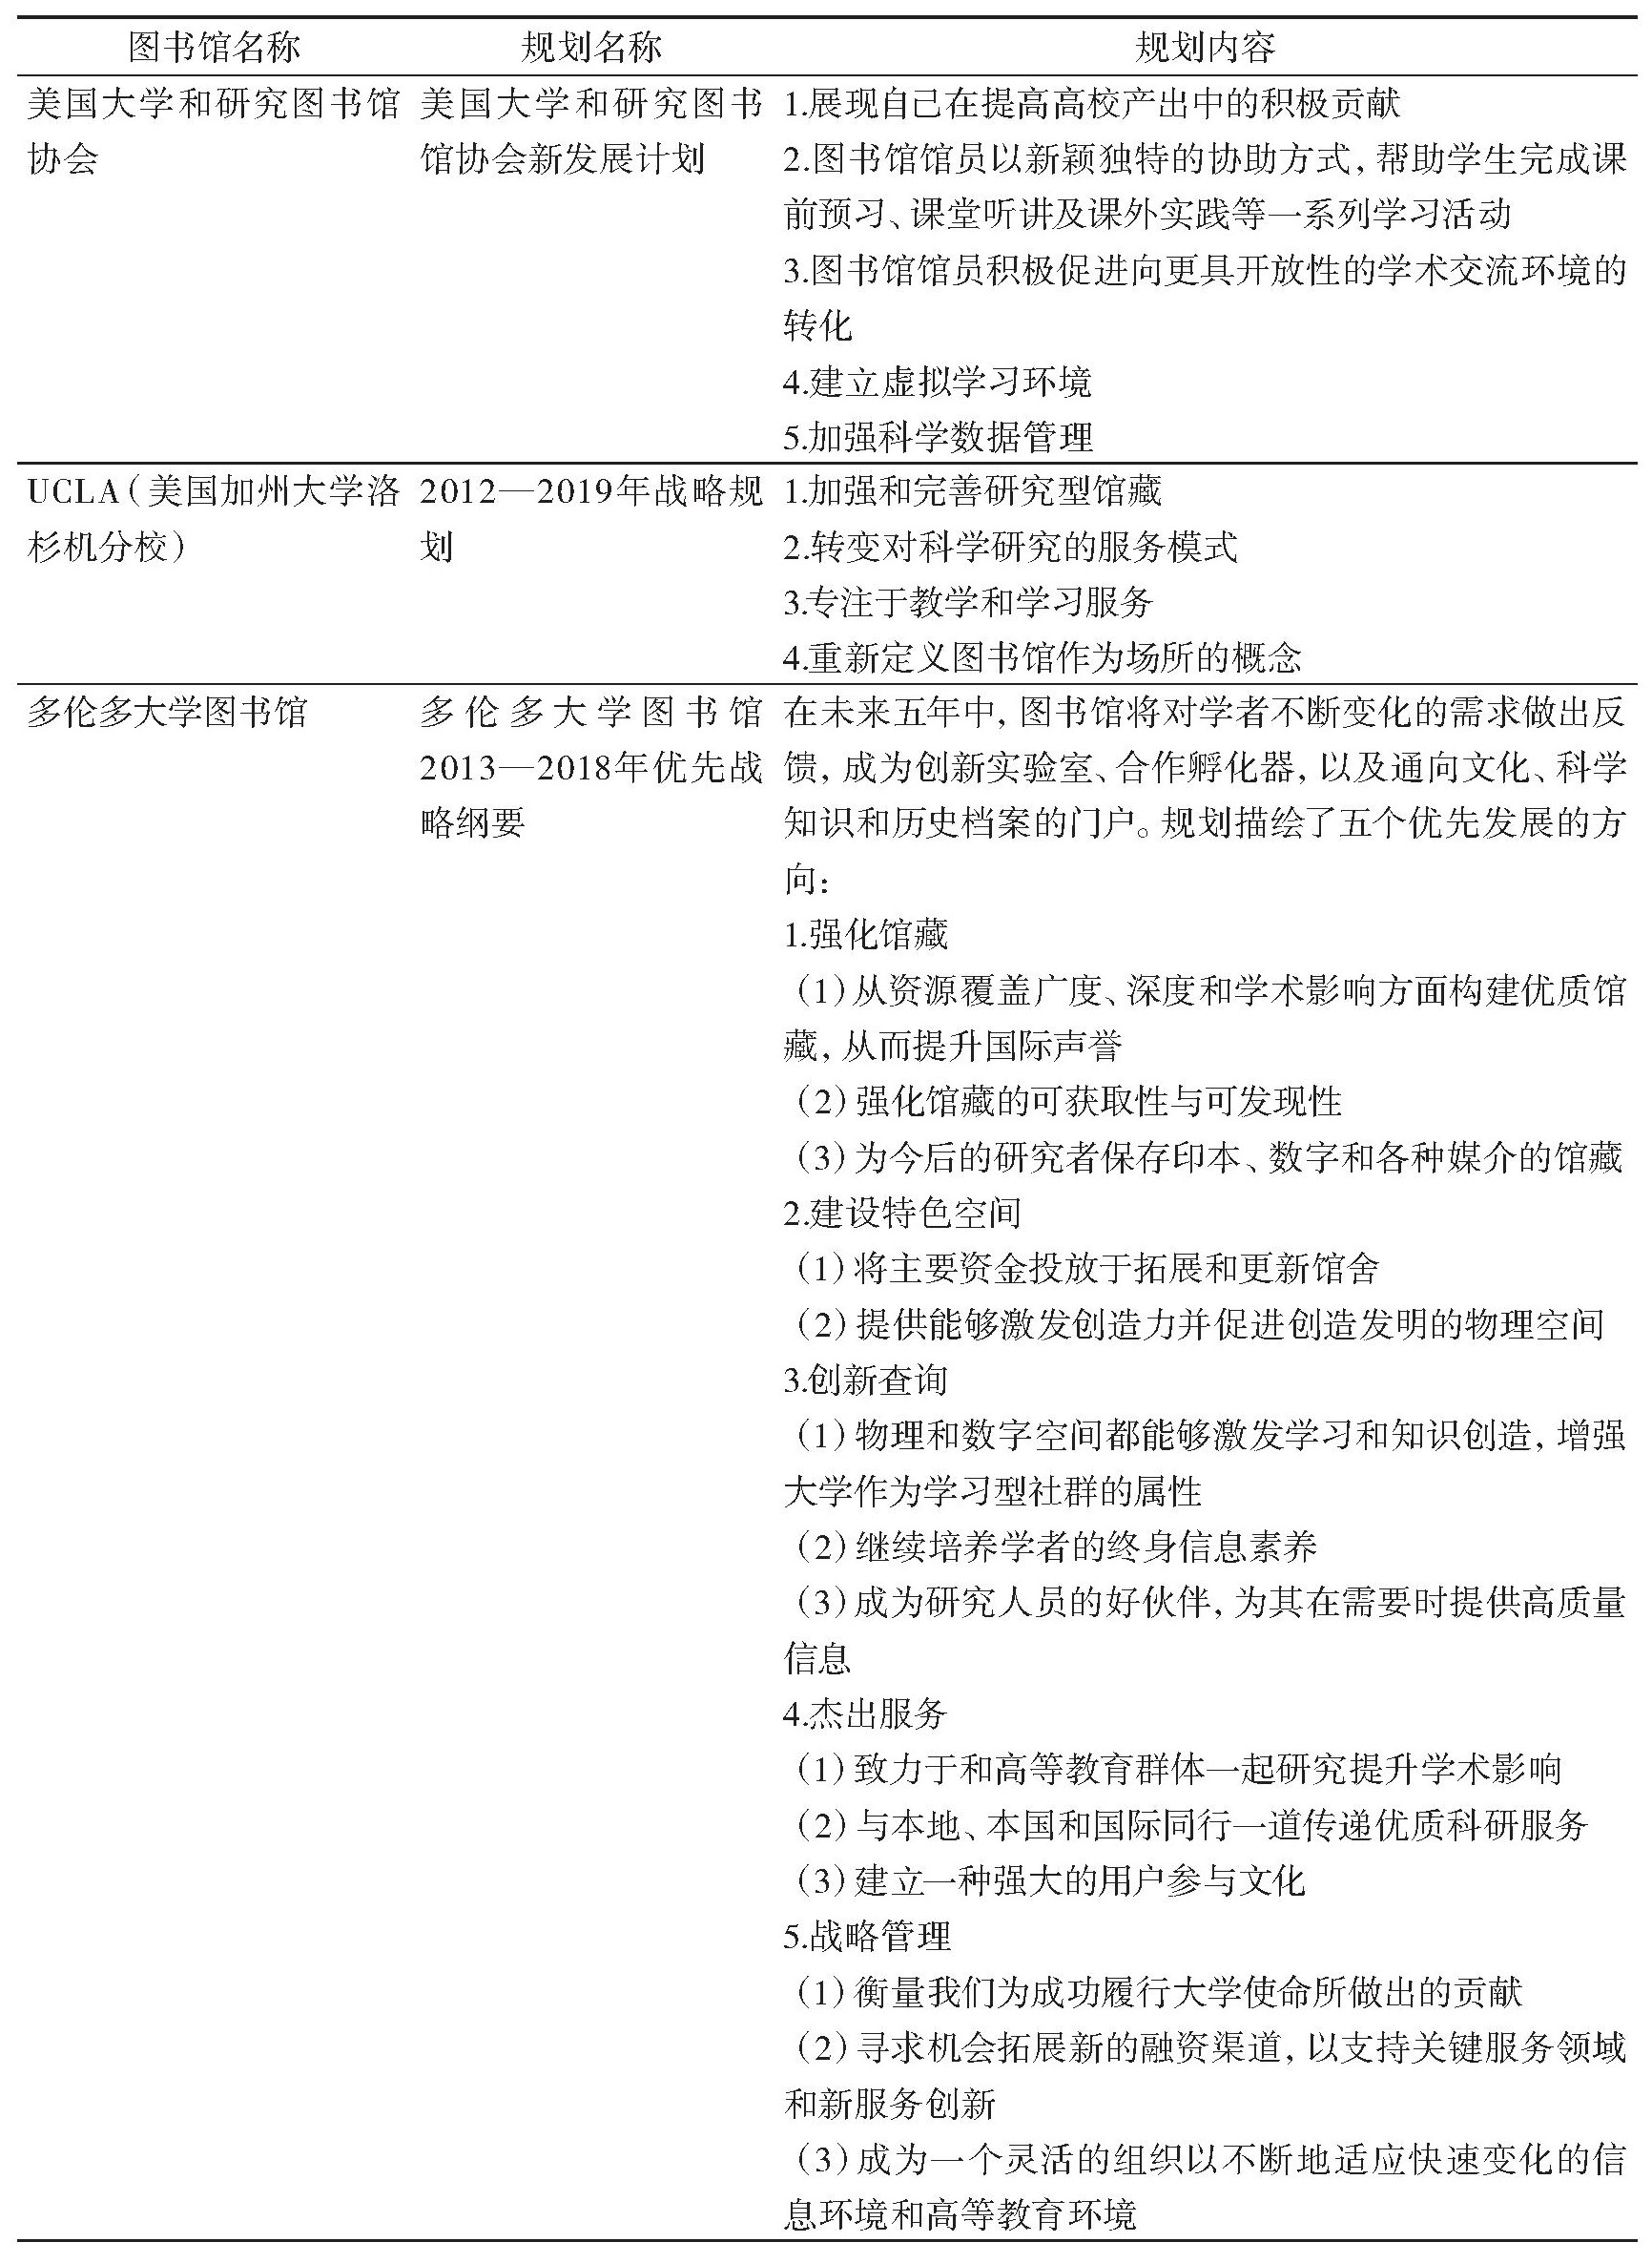 图书馆名称 规划名称 规划内容
美国大学和研究图书馆 美国大学和研究图书 1.展现自己在提高高校产出中的积极贡献
协会 馆协会新发展计划 2.图书馆馆员以新颖独特的协助方式，帮助学生完成课
前预习、课堂听讲及课外实践等一系列学习活动
3.图书馆馆员积极促进向更具开放性的学术交流环境的
转化
4.建立虚拟学习环境
5.加强科学数据管理
UCLA（美国加州大学洛 2012—2019年战略规 1.加强和完善研究型馆藏
杉机分校） 划 2.转变对科学研究的服务模式
3.专注于教学和学习服务
4.重新定义图书馆作为场所的概念
多伦多大学图书馆 多伦多大学图书馆 在未来五年中，图书馆将对学者不断变化的需求做出反
2013—2018年优先战 馈，成为创新实验室、合作孵化器，以及通向文化、科学
略纲要 知识和历史档案的门户。规划描绘了五个优先发展的方
向：
1.强化馆藏
（1）从资源覆盖广度、深度和学术影响方面构建优质馆
藏，从而提升国际声誉
（2）强化馆藏的可获取性与可发现性
（3）为今后的研究者保存印本、数字和各种媒介的馆藏
2.建设特色空间
（1）将主要资金投放于拓展和更新馆舍
（2）提供能够激发创造力并促进创造发明的物理空间
3.创新查询
（1）物理和数字空间都能够激发学习和知识创造，增强
大学作为学习型社群的属性
（2）继续培养学者的终身信息素养
（3）成为研究人员的好伙伴，为其在需要时提供高质量
信息
4.杰出服务
（1）致力于和高等教育群体一起研究提升学术影响
（2）与本地、本国和国际同行一道传递优质科研服务
（3）建立一种强大的用户参与文化
5.战略管理
（1）衡量我们为成功履行大学使命所做出的贡献
（2）寻求机会拓展新的融资渠道，以支持关键服务领域
和新服务创新
（3）成为一个灵活的组织以不断地适应快速变化的信
息环境和高等教育环境